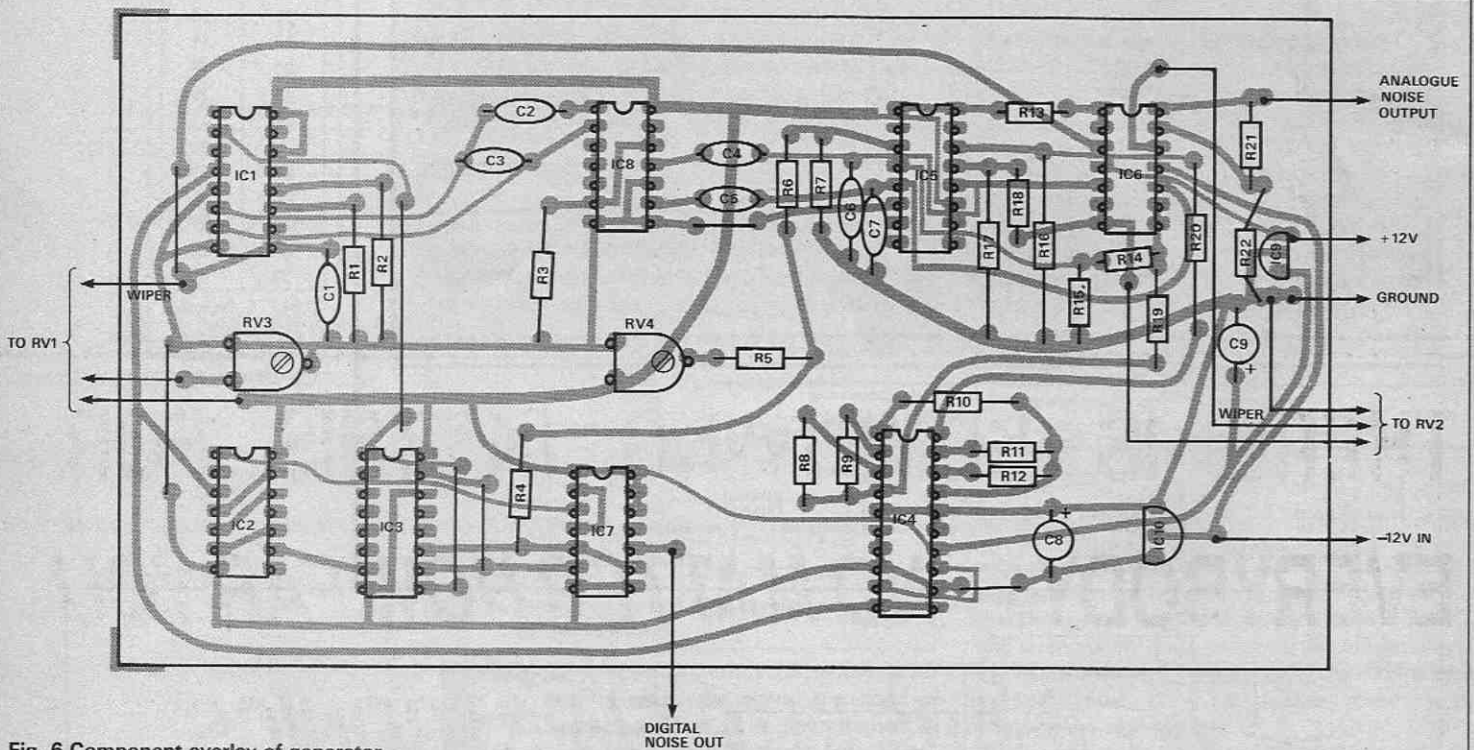 ANALOGUE
NOISE
OUTPUT
C2
R13
C3
IC8
C4
R21
IC1
R6
R7
IC5
IC6
C5
C6
R18
C7
R17
R16
R20
+12V
R1
R2
R3
R14
R22
IC9
WIPER
C1
R15
GROUND
RV3
RV4
R19
TO RV1
R5
C9
+
R10
WIPER
TO RV2
R8
R9
R11
R12
R4
IC2
IC3
IC7
IC4
+
C8
IC10
−12V IN
DIGITAL
NOISE OUT
Fig. 6 Component overlay of generator